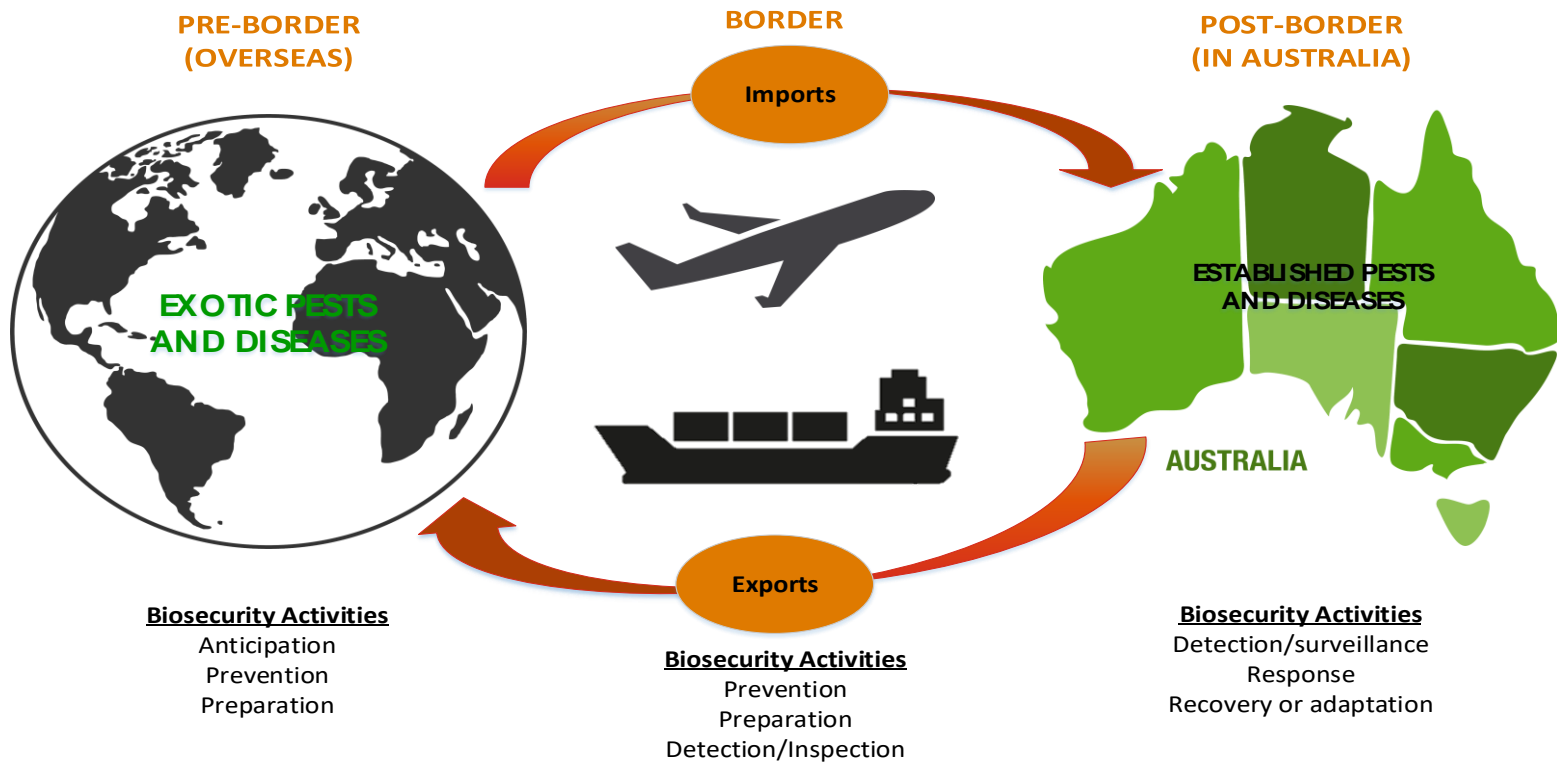 PRE-BORDER
(OVERSEAS)
BORDER
POST-BORDER
(IN AUSTRALIA)
Imports
EXOTIC PESTS
AND DISEASES
ESTABLISHED PESTS
AND DISEASES
AUSTRALIA
Exports
Biosecurity Activities
Anticipation
Prevention
Preparation
Biosecurity Activities
Prevention
Preparation
Detection/Inspection
Biosecurity Activities
Detection/surveillance
Response
Recovery or adaptation